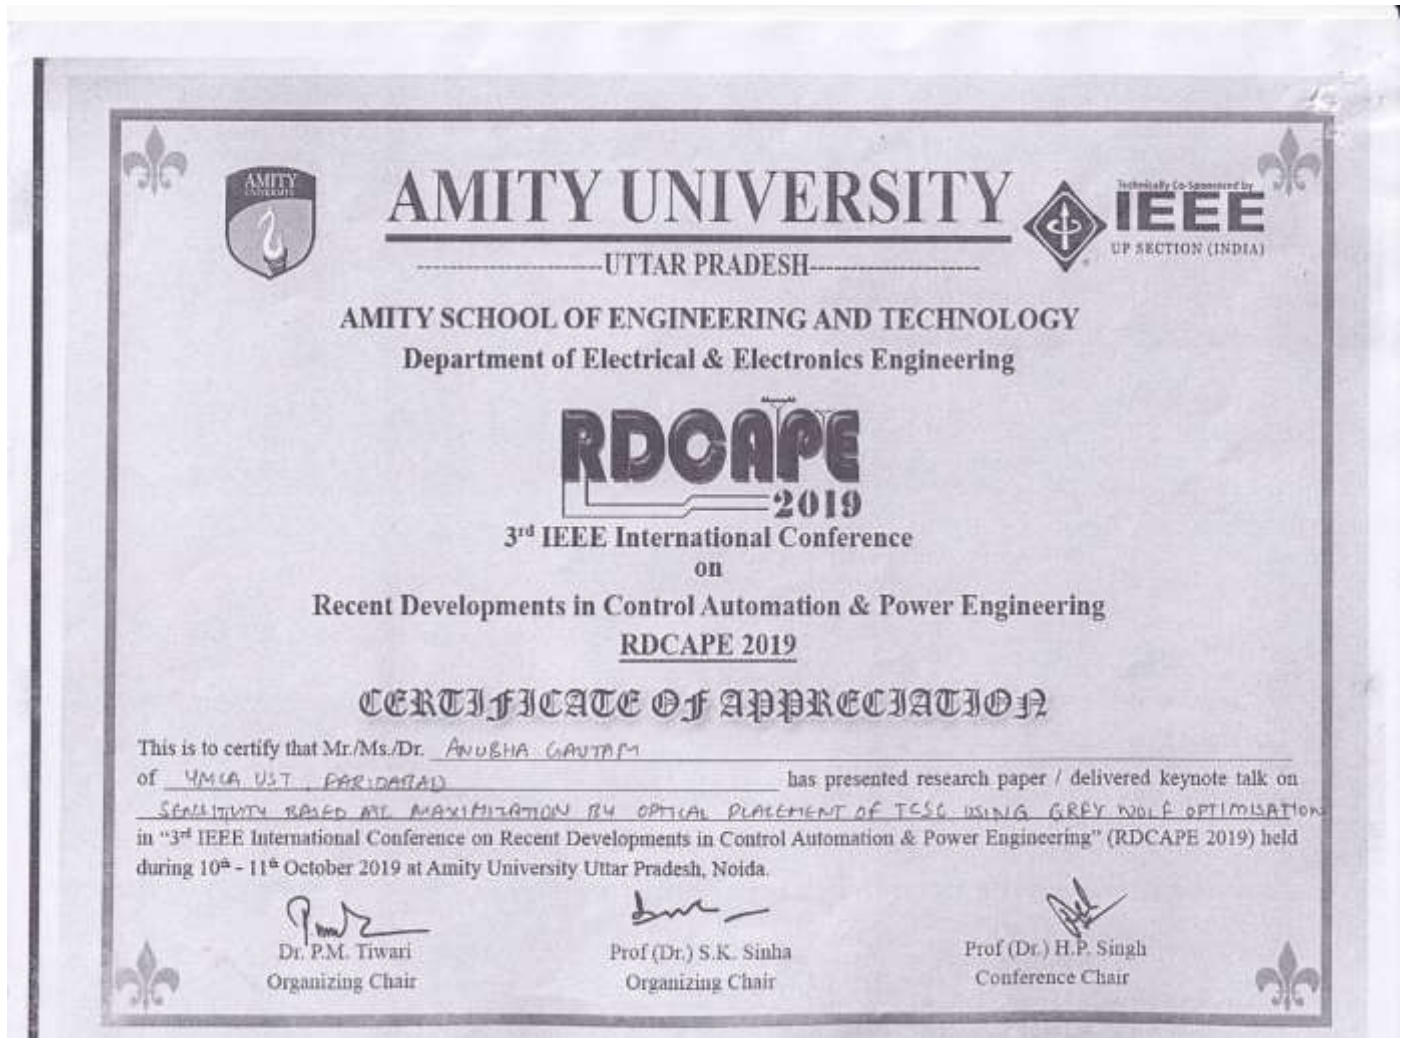 AMITY
UNIVERSITY
AMITY UNIVERSITY
UTTAR PRADESH
Technically Co-Sponsored by
IEEE
UP SECTION (INDIA)
AMITY SCHOOL OF ENGINEERING AND TECHNOLOGY
Department of Electrical & Electronics Engineering
RDCAPE
2019
3rd IEEE International Conference
on
Recent Developments in Control Automation & Power Engineering
RDCAPE 2019
CERTIFICATE OF APPRECIATION
This is to certify that Mr./Ms./Dr. ANUBHA GAUTAM
of YMCA UST, FARIDABAD has presented research paper / delivered keynote talk on
SENSITIVITY BASED ATC MAXIMIZATION BY OPTICAL PLACEMENT OF TCSC USING GREY WOLF OPTIMISATION
in “3rd IEEE International Conference on Recent Developments in Control Automation & Power Engineering” (RDCAPE 2019) held
during 10th - 11th October 2019 at Amity University Uttar Pradesh, Noida.
Dr. P.M. Tiwari
Organizing Chair
Prof (Dr.) S.K. Sinha
Organizing Chair
Prof (Dr.) H.P. Singh
Conference Chair